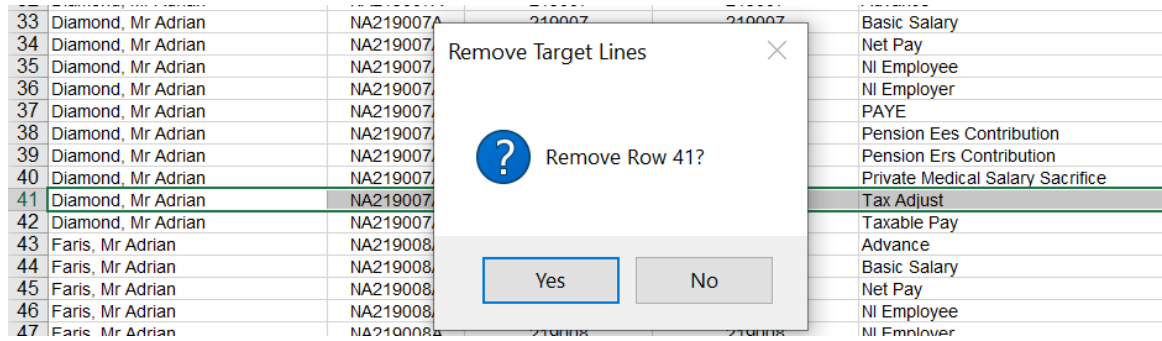 33 Diamond, Mr Adrian NA219007A 219007 219007 Basic Salary
34 Diamond, Mr Adrian NA219007 Net Pay
35 Diamond, Mr Adrian NA219007 NI Employee
36 Diamond, Mr Adrian NA219007 NI Employer
37 Diamond, Mr Adrian NA219007 PAYE
38 Diamond, Mr Adrian NA219007 Pension Ees Contribution
39 Diamond, Mr Adrian NA219007 Pension Ers Contribution
40 Diamond, Mr Adrian NA219007 Private Medical Salary Sacrifice
41 Diamond, Mr Adrian NA219007 Tax Adjust
42 Diamond, Mr Adrian NA219007 Taxable Pay
43 Faris, Mr Adrian NA219008 Advance
44 Faris, Mr Adrian NA219008 Basic Salary
45 Faris, Mr Adrian NA219008 Net Pay
46 Faris, Mr Adrian NA219008 NI Employee
47 Faris, Mr Adrian NA219008A 219008 219008 NI Employer
Remove Target Lines
Remove Row 41?
Yes No